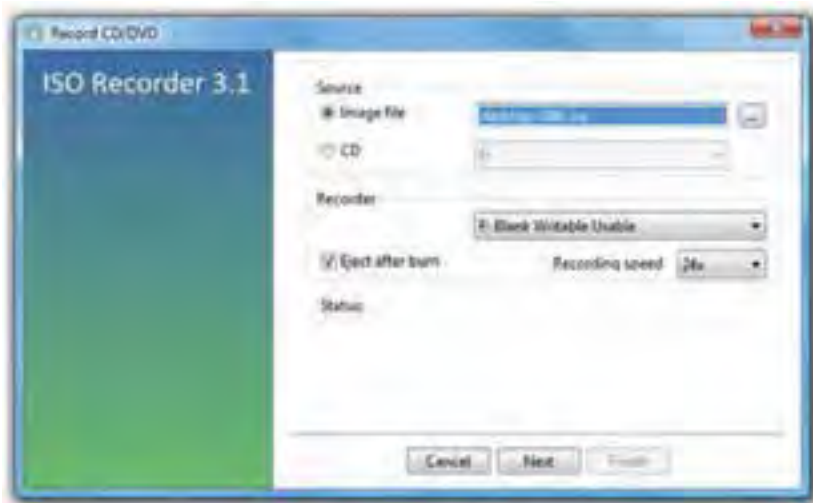 Record CD/DVD
ISO Recorder 3.1
Source
Image file
...
CD
Recorder
Blank Writable Usable
Eject after burn
Recording speed 24x
Status
Cancel Next Finish